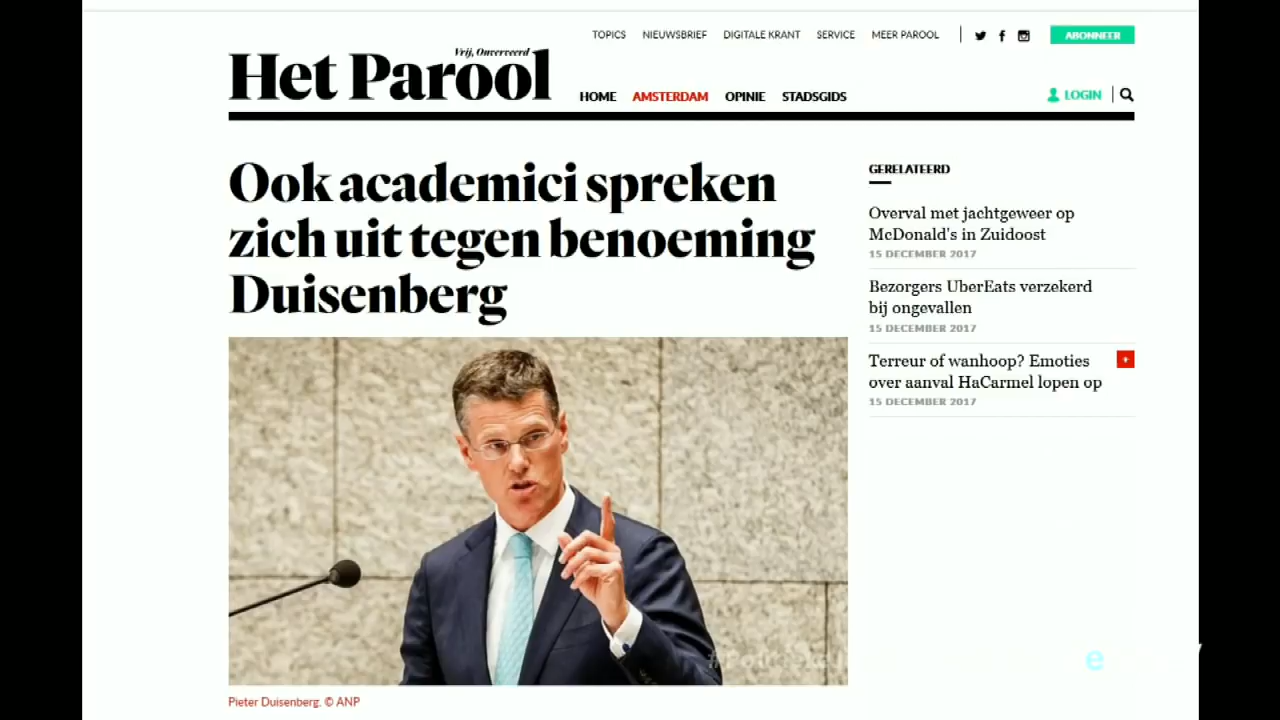 TOPICS NIEUWSBRIEF DIGITALE KRANT SERVICE MEER PAROOL ABONNEER
Vrij, Onverveerd
Het Parool
HOME AMSTERDAM OPINIE STADSGIDS LOGIN
Ook academici spreken
zich uit tegen benoeming
Duisenberg
Pieter Duisenberg. © ANP
GERELATEERD
Overval met jachtgeweer op
McDonald's in Zuidoost
15 DECEMBER 2017
Bezorgers UberEats verzekerd
bij ongevallen
15 DECEMBER 2017
Terreur of wanhoop? Emoties
over aanval HaCarmel lopen op
15 DECEMBER 2017